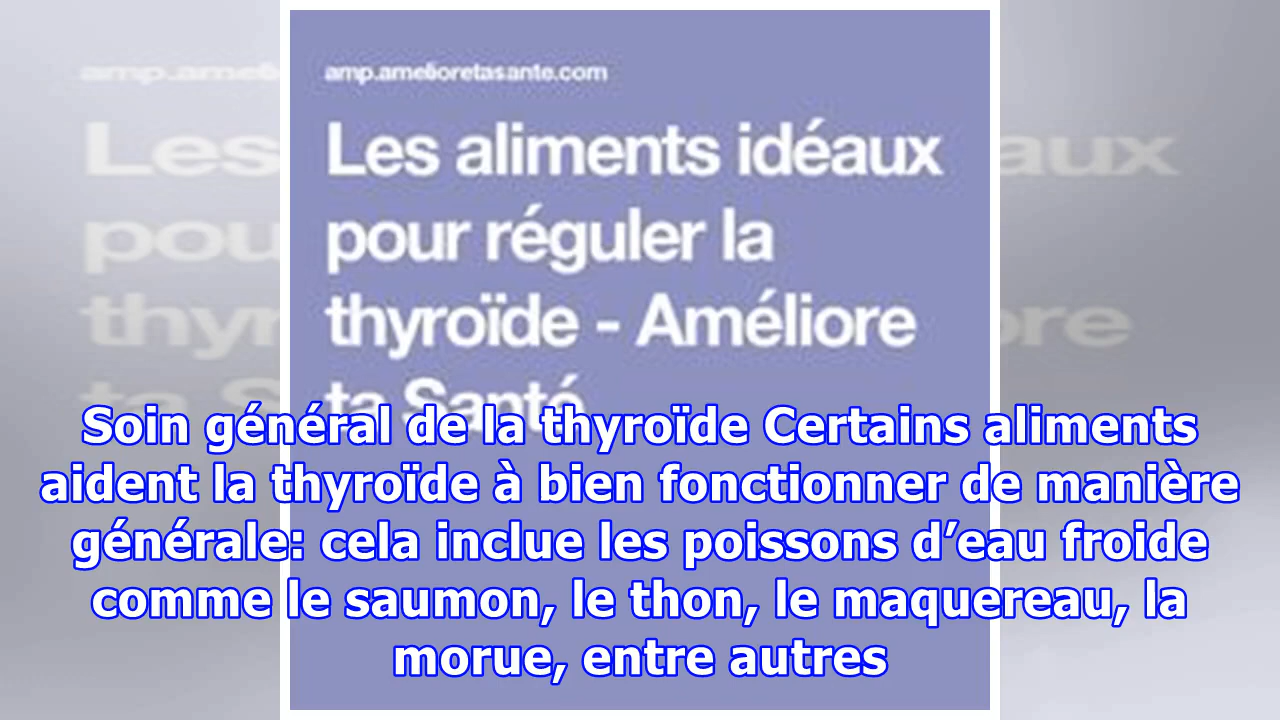 amp.amelioretasante.com
Les aliments idéaux
pour réguler la
thyroïde - Améliore
ta Santé
Soin général de la thyroïde Certains aliments
aident la thyroïde à bien fonctionner de manière
générale: cela inclue les poissons d’eau froide
comme le saumon, le thon, le maquereau, la
morue, entre autres